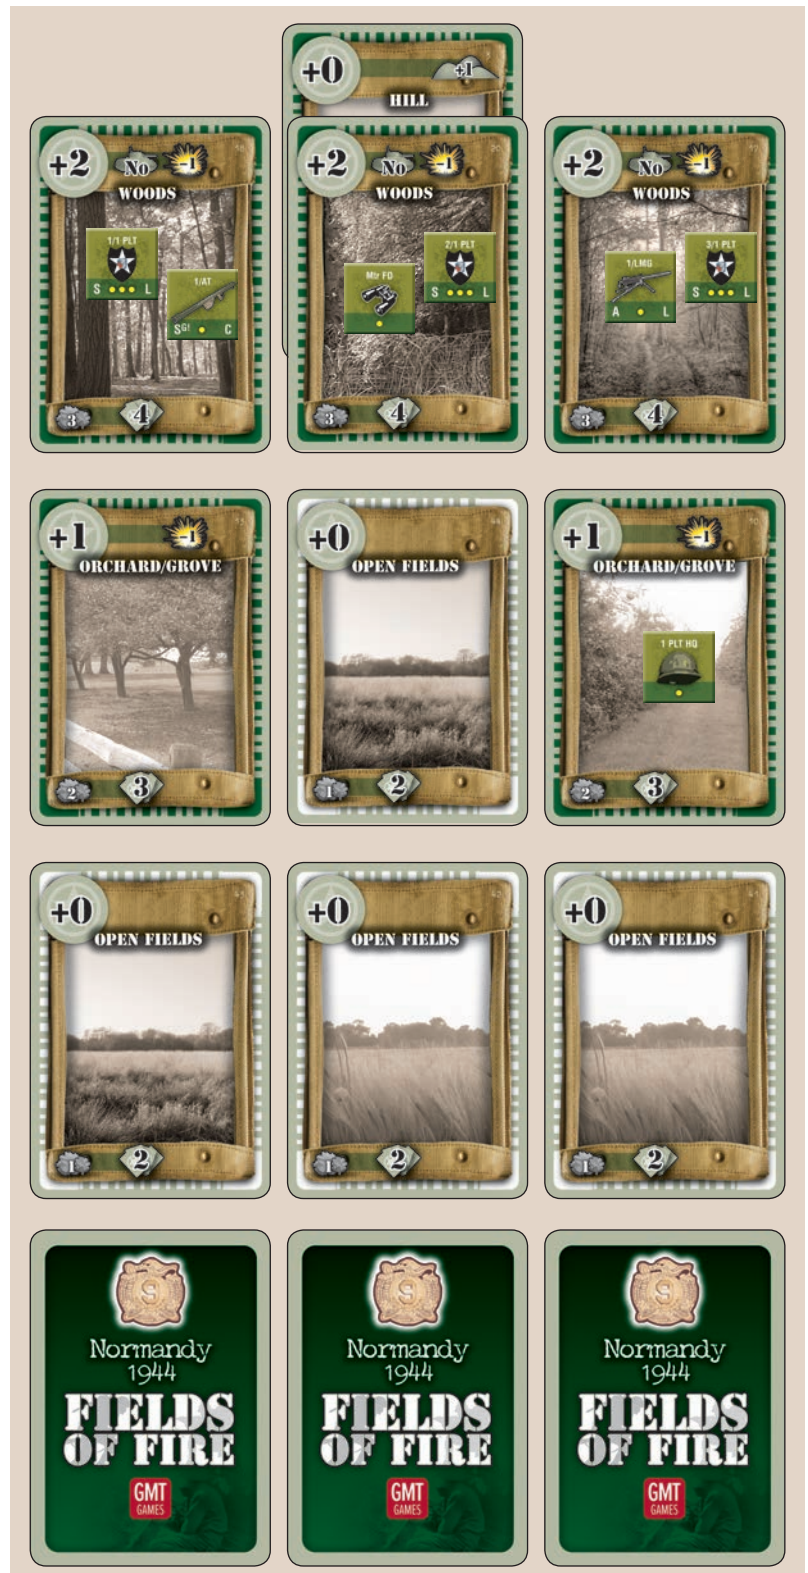 +0
+1
HILL
+2
No
-1
WOODS
1/1 PLT
S L
1/AT
S G! C
3
4
+2
No
-1
20
WOODS
2/1 PLT
S L
Mtr FO
3
4
+2
No
-1
WOODS
1/LMG
A L
3/1 PLT
S L
3
4
+1
-1
ORCHARD/GROVE
2
3
+0
OPEN FIELDS
1
2
+1
-1
ORCHARD/GROVE
1 PLT HQ
2
3
+0
OPEN FIELDS
1
2
+0
OPEN FIELDS
1
2
+0
OPEN FIELDS
1
2
9
Normandy
1944
FIELDS
OF FIRE
GMT
GAMES
9
Normandy
1944
FIELDS
OF FIRE
GMT
GAMES
9
Normandy
1944
FIELDS
OF FIRE
GMT
GAMES